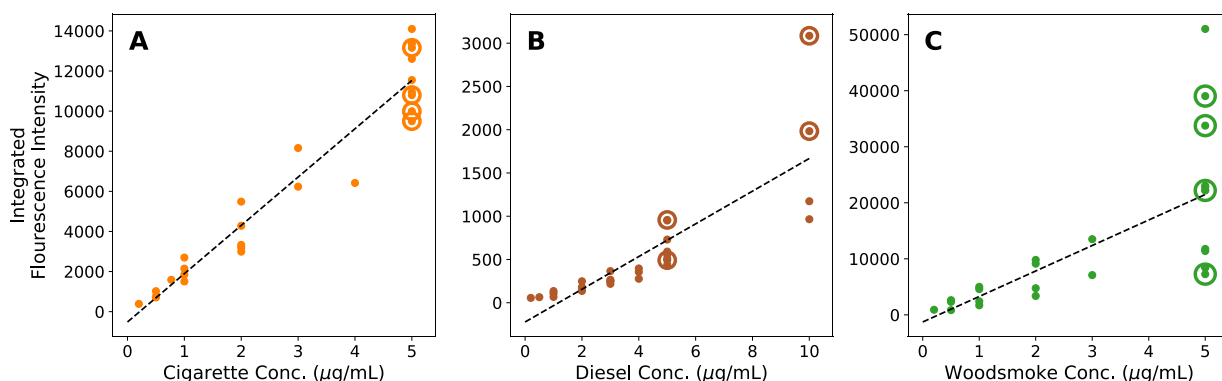 Integrated
Flourescence Intensity
A
14000
12000
10000
8000
6000
4000
2000
0
0 1 2 3 4 5
Cigarette Conc. (μg/mL)
B
3000
2500
2000
1500
1000
500
0
0 2 4 6 8 10
Diesel Conc. (μg/mL)
C
50000
40000
30000
20000
10000
0
0 1 2 3 4 5
Woodsmoke Conc. (μg/mL)